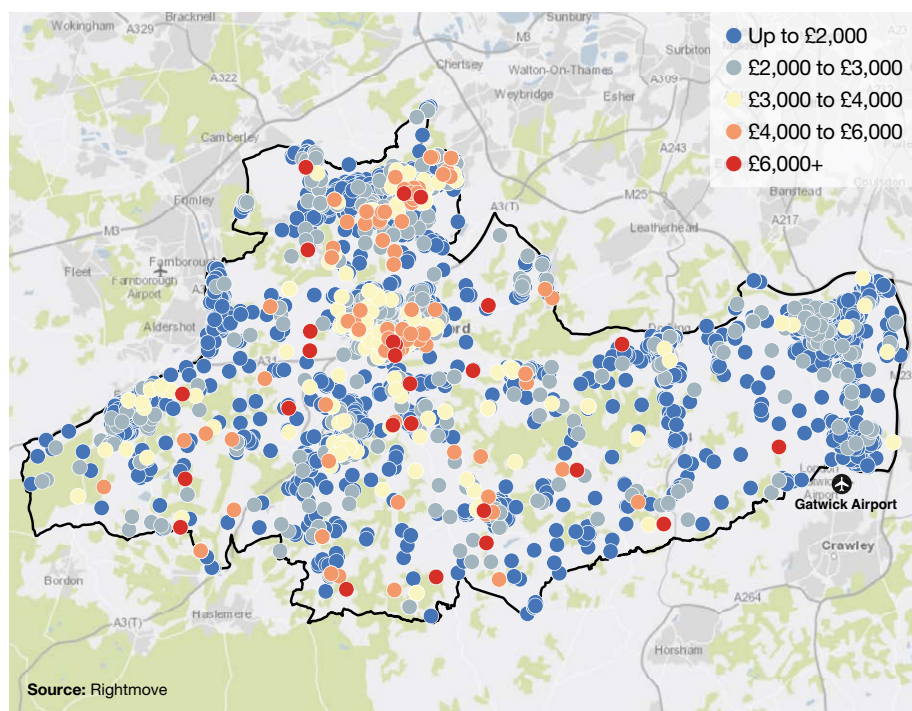 Wokingham
A329
Bracknell
Sunbury
M3
Chertsey
Walton-On-Thames
Surbiton
A322
Weybridge
Esher
A309
Camberley
A243
Banstead
M25
A217
A3(T)
Frimley
Leatherhead
M3
Fleet
Farnborough
Farnborough
Airport
Aldershot
A31
M23
Gatwick Airport
Crawley
Bordon
A3(T)
Haslemere
A264
Horsham
Up to £2,000
£2,000 to £3,000
£3,000 to £4,000
£4,000 to £6,000
£6,000+
Source: Rightmove